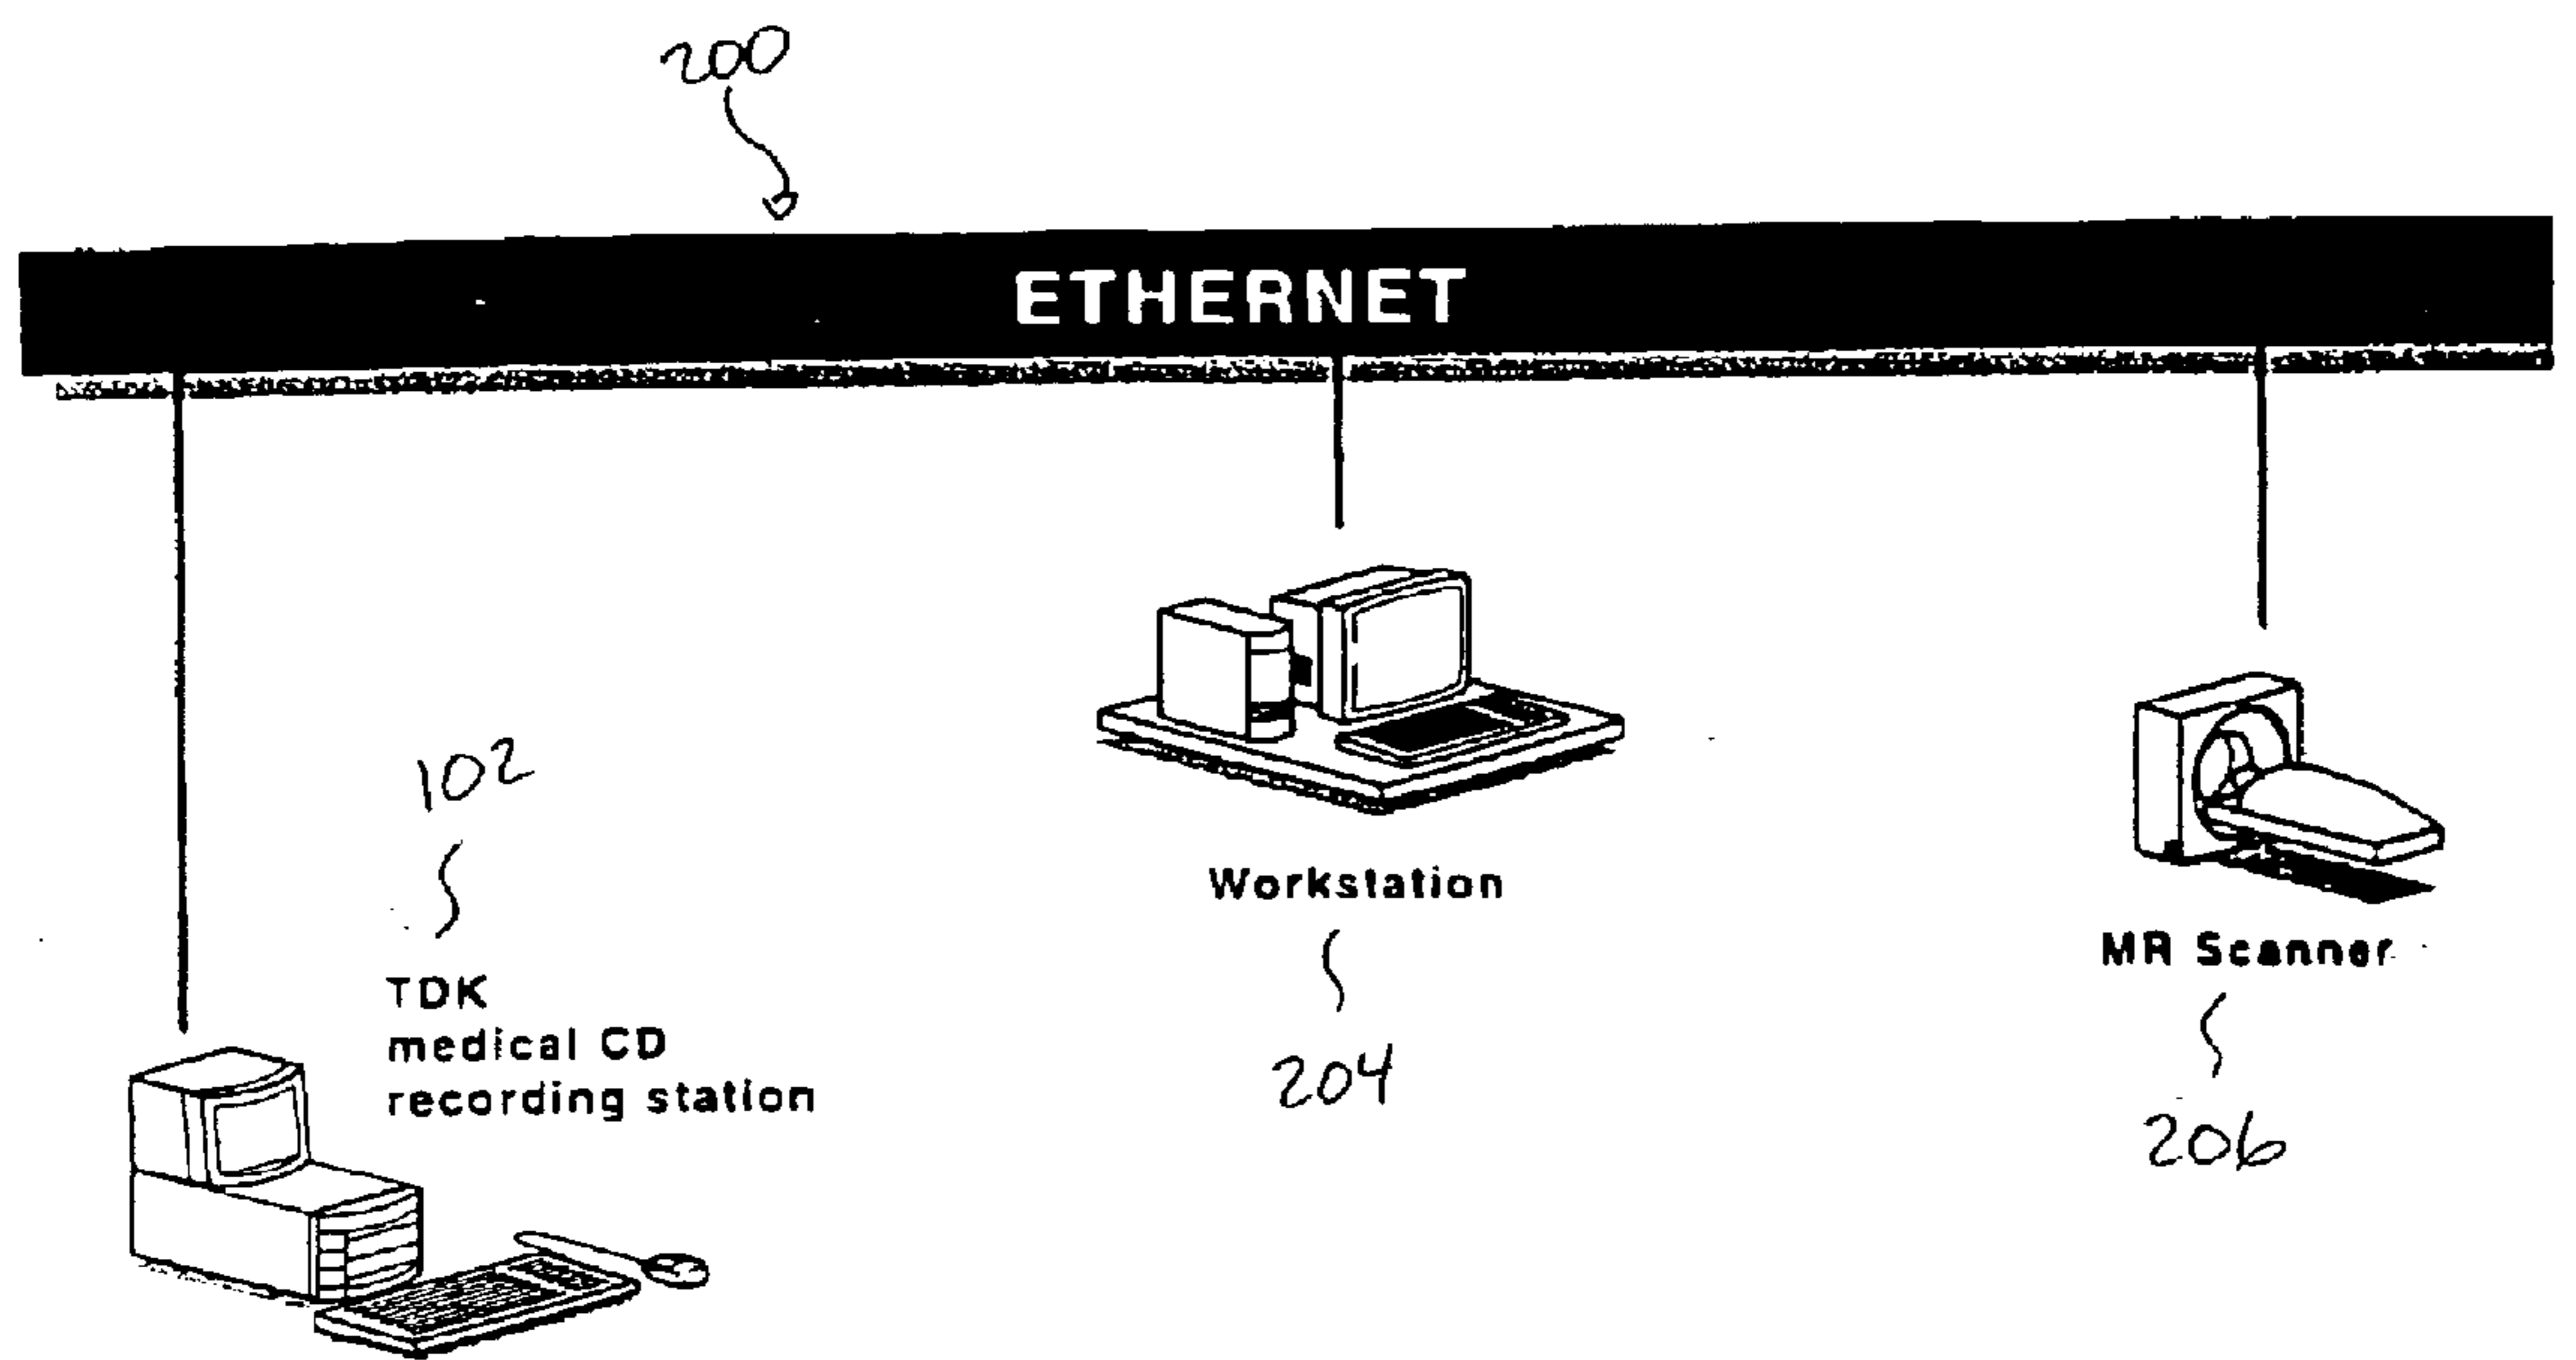 200
ETHERNET
102
TDK
medical CD
recording station
Workstation
204
MR Scanner
206